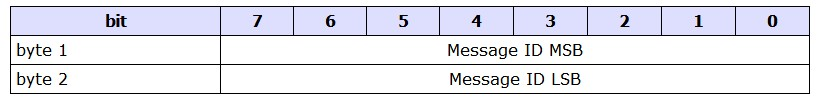 bit 7 6 5 4 3 2 1 0
byte 1 Message ID MSB
byte 2 Message ID LSB